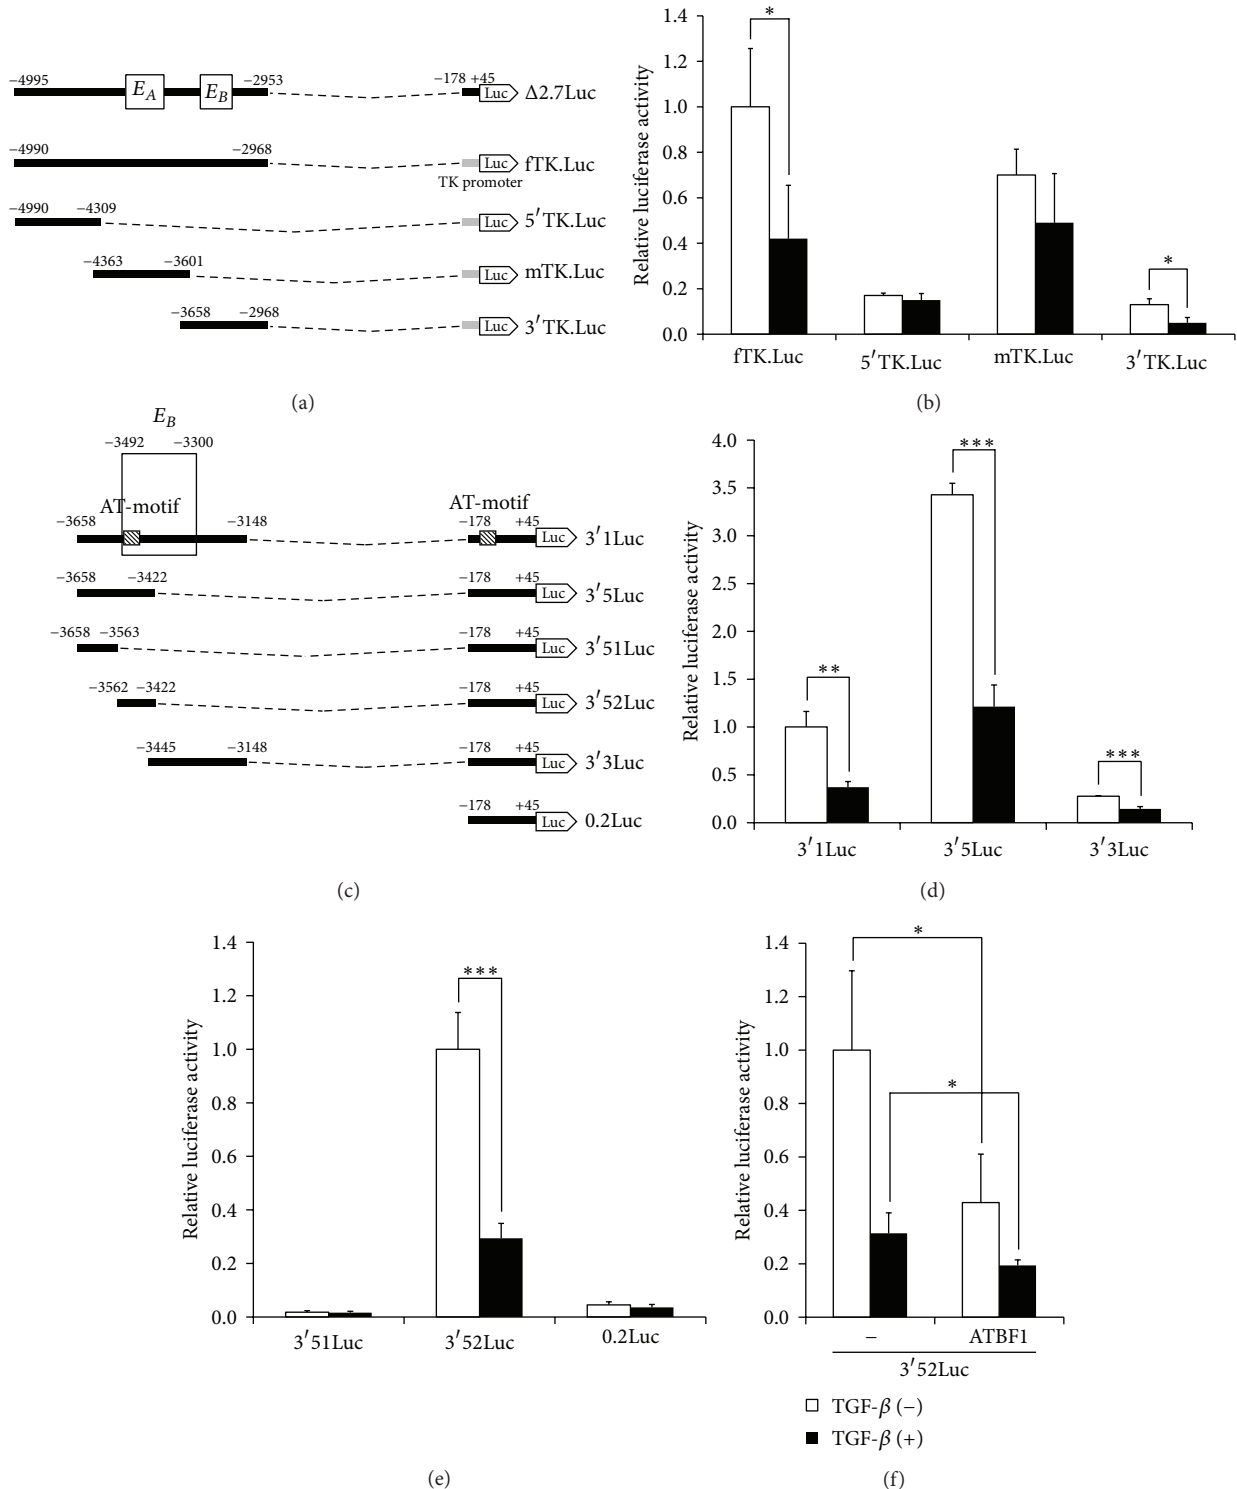 −4995 E_A E_B −2953 −178 +45 Luc Δ2.7Luc
−4990 −2968 Luc fTK.Luc
TK promoter
−4990 −4309 Luc 5′TK.Luc
−4363 −3601 Luc mTK.Luc
−3658 −2968 Luc 3′TK.Luc
(a)
Relative luciferase activity
1.4
1.2
1.0
0.8
0.6
0.4
0.2
0.0
*
*
fTK.Luc 5′TK.Luc mTK.Luc 3′TK.Luc
(b)
E_B
−3492 −3300
AT-motif AT-motif
−3658 −3148 −178 +45 Luc 3′1Luc
−3658 −3422 −178 +45 Luc 3′5Luc
−3658 −3563 −178 +45 Luc 3′51Luc
−3562 −3422 −178 +45 Luc 3′52Luc
−3445 −3148 −178 +45 Luc 3′3Luc
−178 +45 Luc 0.2Luc
(c)
Relative luciferase activity
4.0
3.5
3.0
2.5
2.0
1.5
1.0
0.5
0.0
**
***
***
3′1Luc 3′5Luc 3′3Luc
(d)
Relative luciferase activity
1.4
1.2
1.0
0.8
0.6
0.4
0.2
0.0
***
3′51Luc 3′52Luc 0.2Luc
(e)
Relative luciferase activity
1.4
1.2
1.0
0.8
0.6
0.4
0.2
0.0
*
*
− ATBF1
3′52Luc
TGF-β (−)
TGF-β (+)
(f)